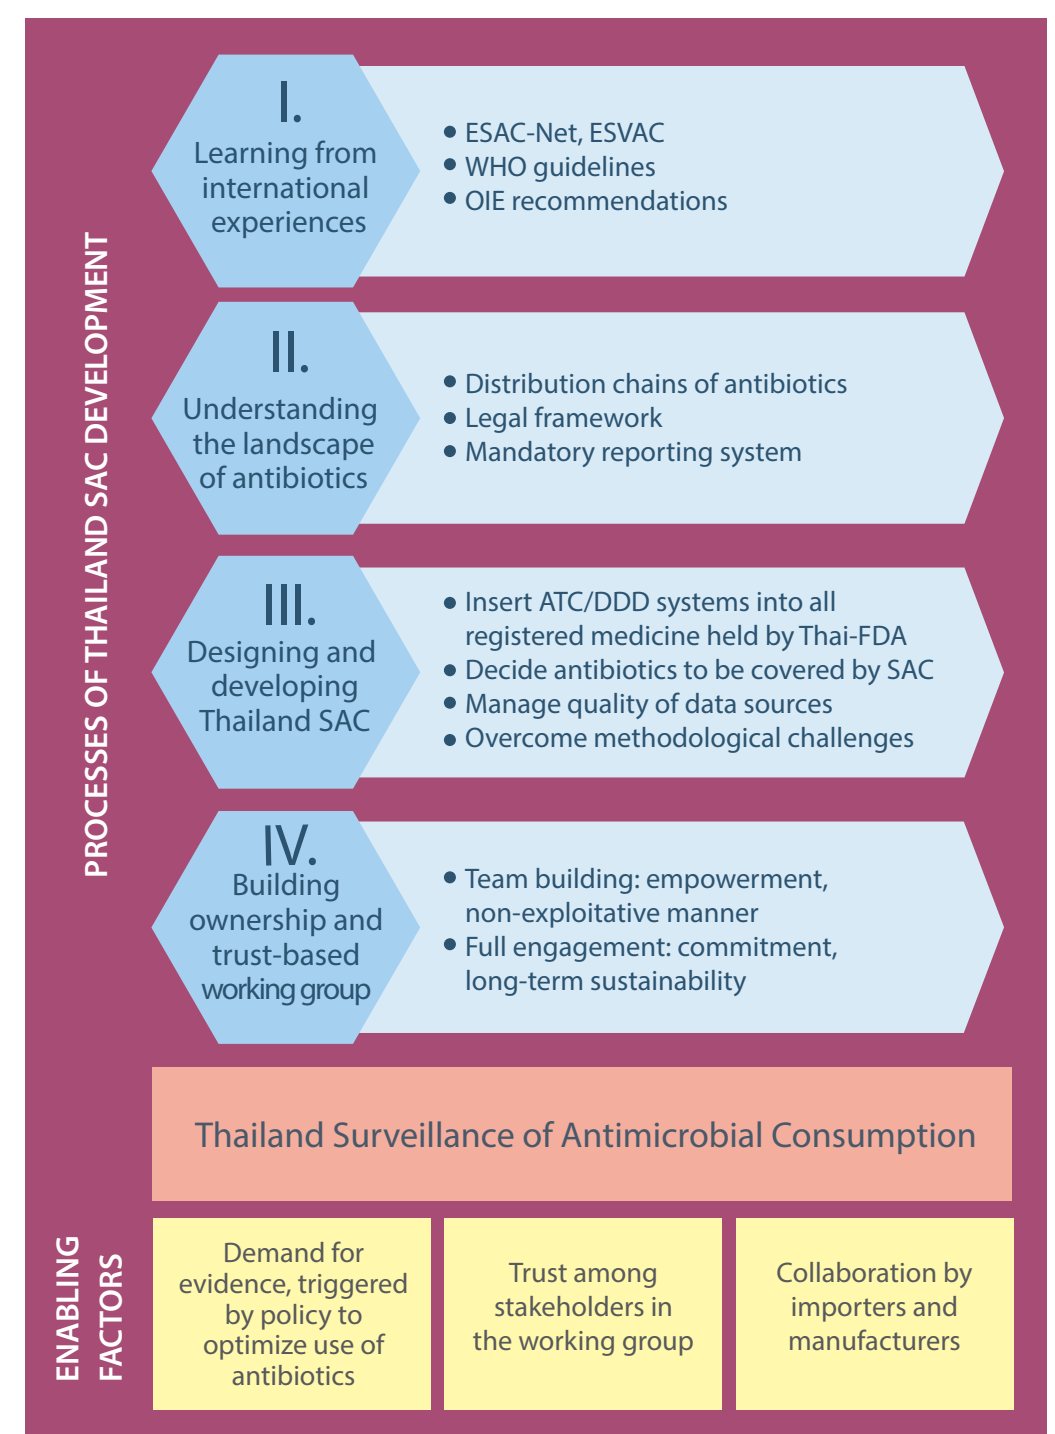 PROCESSES OF THAILAND SAC DEVELOPMENT
I.
Learning from
international
experiences
• ESAC-Net, ESVAC
• WHO guidelines
• OIE recommendations
II.
Understanding
the landscape
of antibiotics
• Distribution chains of antibiotics
• Legal framework
• Mandatory reporting system
III.
Designing and
developing
Thailand SAC
• Insert ATC/DDD systems into all
registered medicine held by Thai-FDA
• Decide antibiotics to be covered by SAC
• Manage quality of data sources
• Overcome methodological challenges
IV.
Building
ownership and
trust-based
working group
• Team building: empowerment,
non-exploitative manner
• Full engagement: commitment,
long-term sustainability
Thailand Surveillance of Antimicrobial Consumption
ENABLING
FACTORS
Demand for
evidence, triggered
by policy to
optimize use of
antibiotics
Trust among
stakeholders in
the working group
Collaboration by
importers and
manufacturers